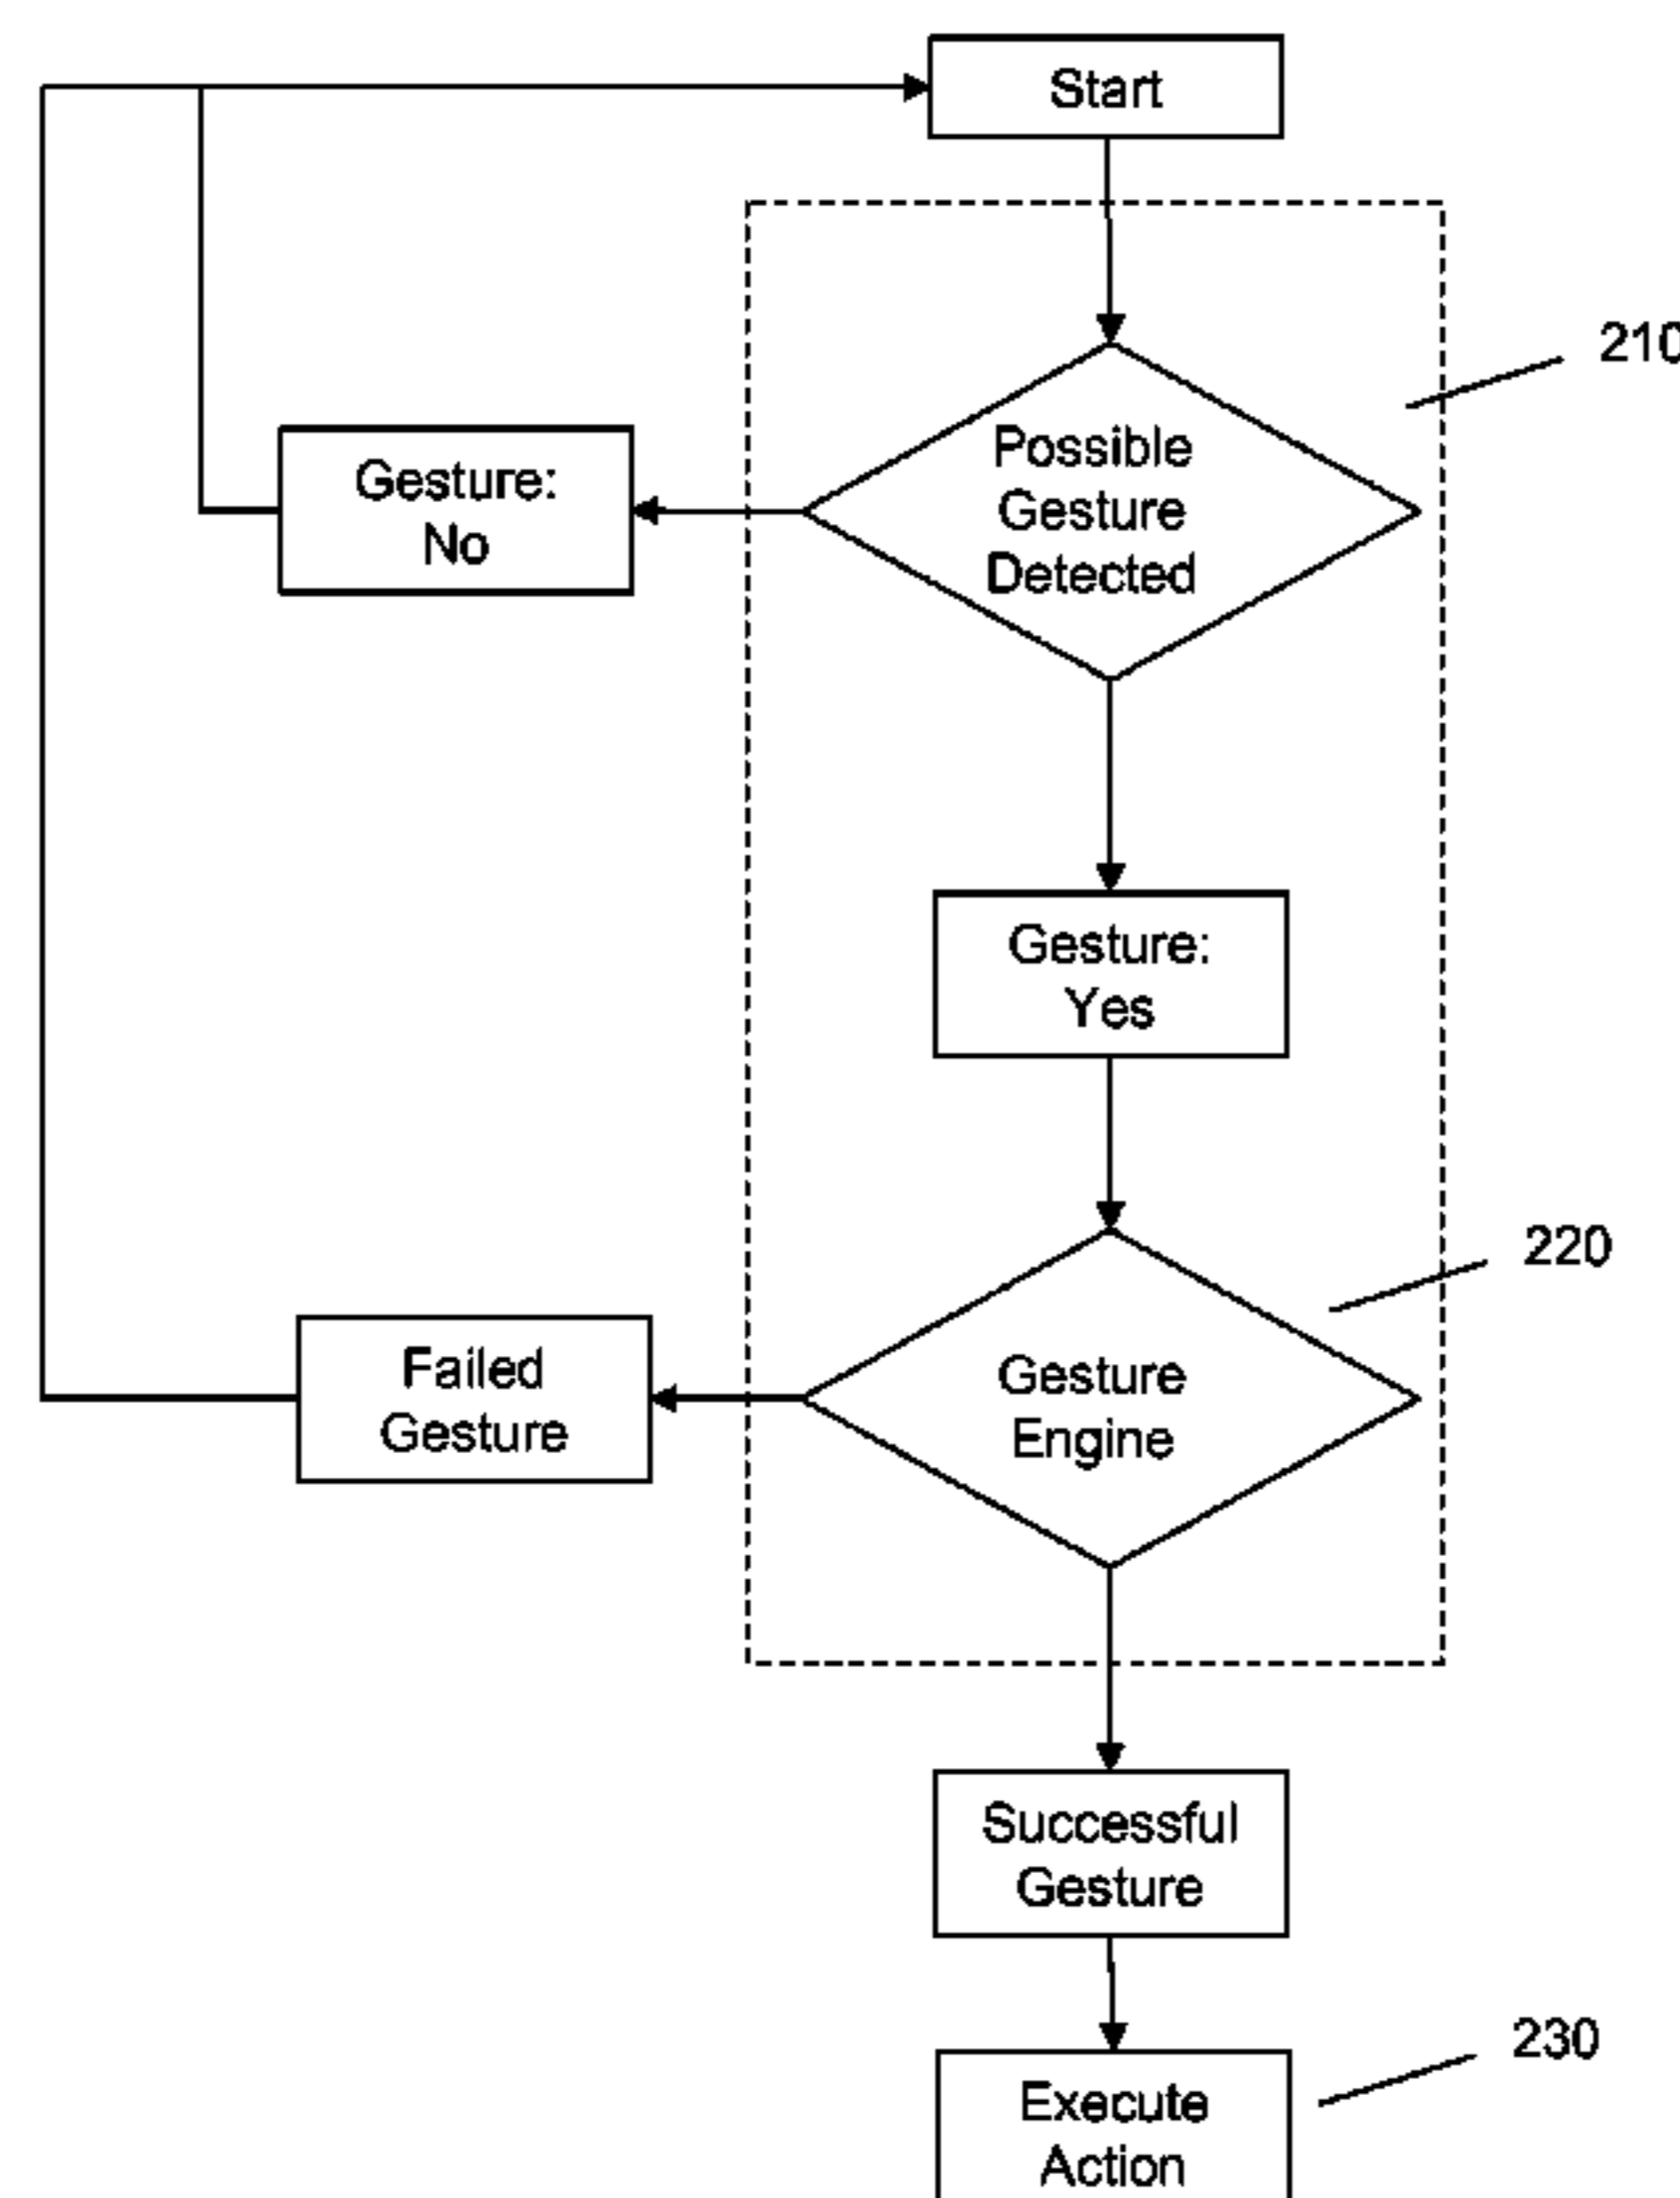 Start
210
Possible
Gesture
Detected
Gesture:
No
Gesture:
Yes
220
Gesture
Engine
Failed
Gesture
Successful
Gesture
230
Execute
Action